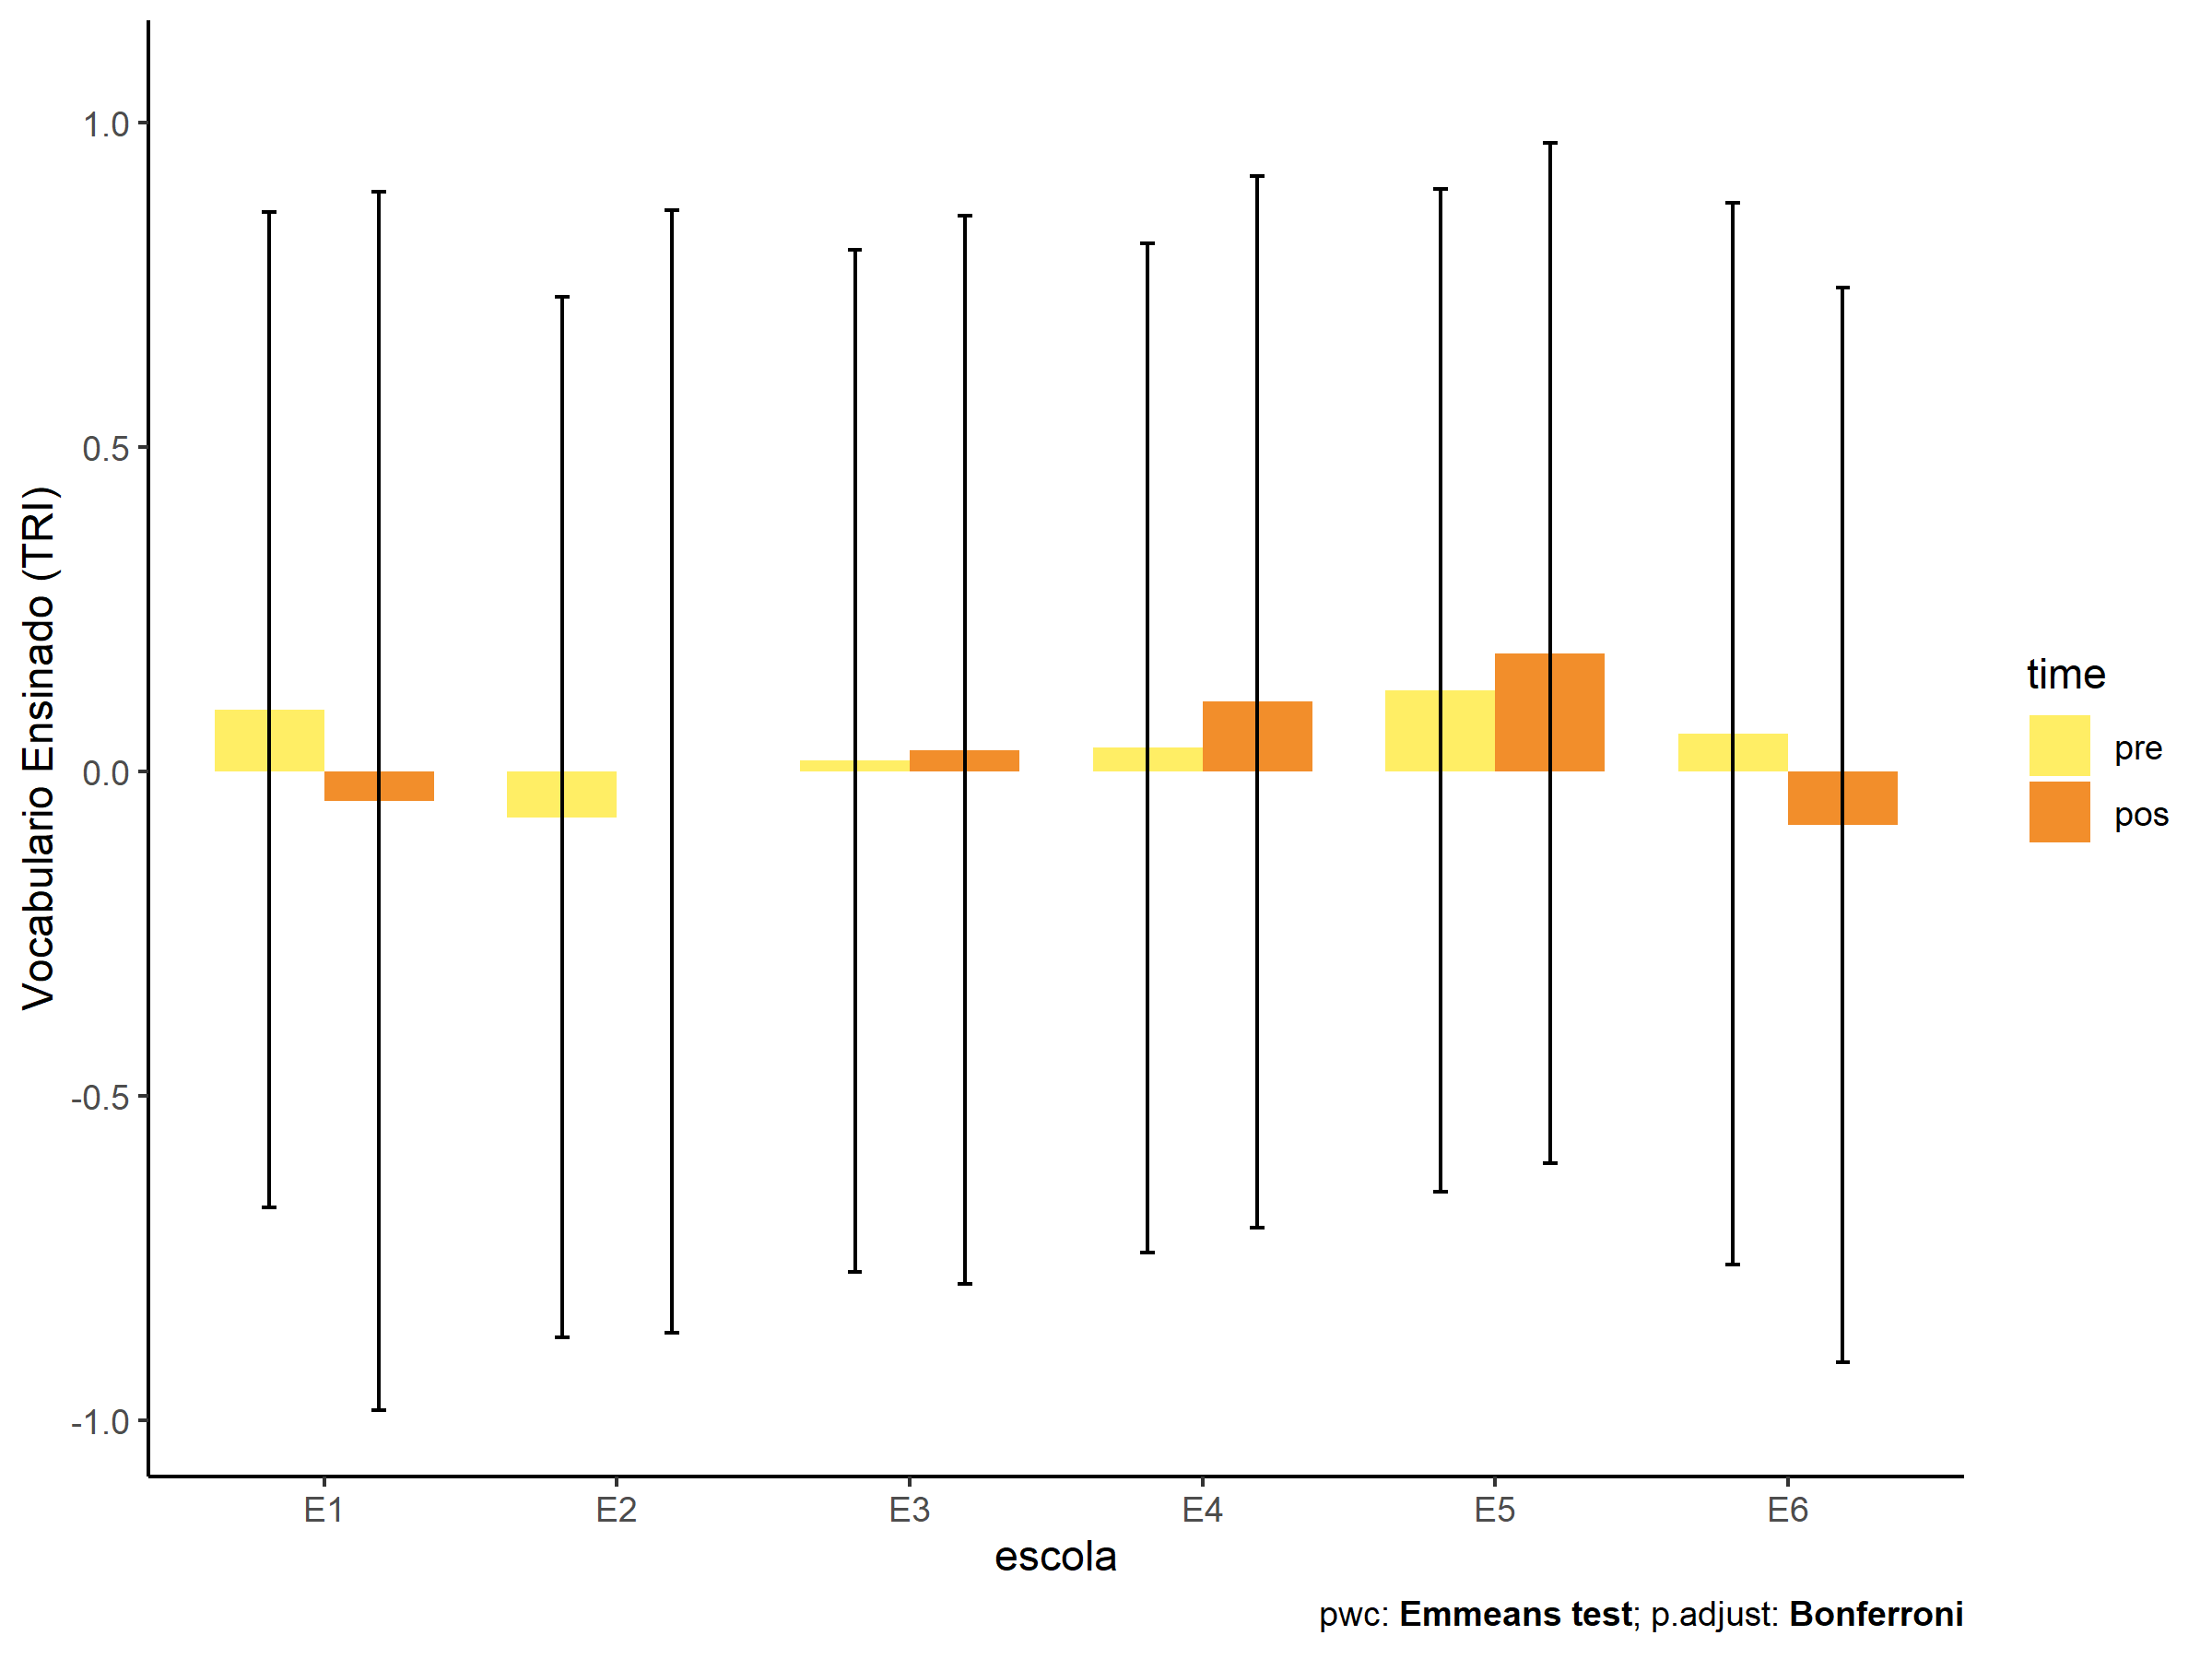 Vocabulario Ensinado (TRI)
1.0
0.5
0.0
-0.5
-1.0
E1 E2 E3 E4 E5 E6
escola
time
pre
pos
pwc: Emmeans test; p.adjust: Bonferroni